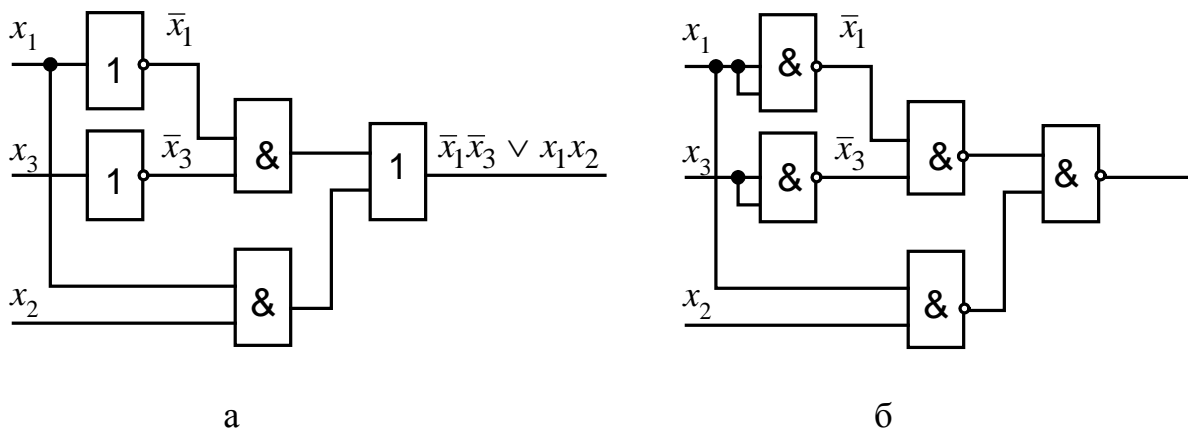 x₁ x̅₁ 1
x₃ x̅₃ 1
&
1 x̅₁x̅₃ ∨ x₁x₂
x₂ &
а
x₁ x̅₁ &
x₃ x̅₃ &
&
&
x₂ &
б